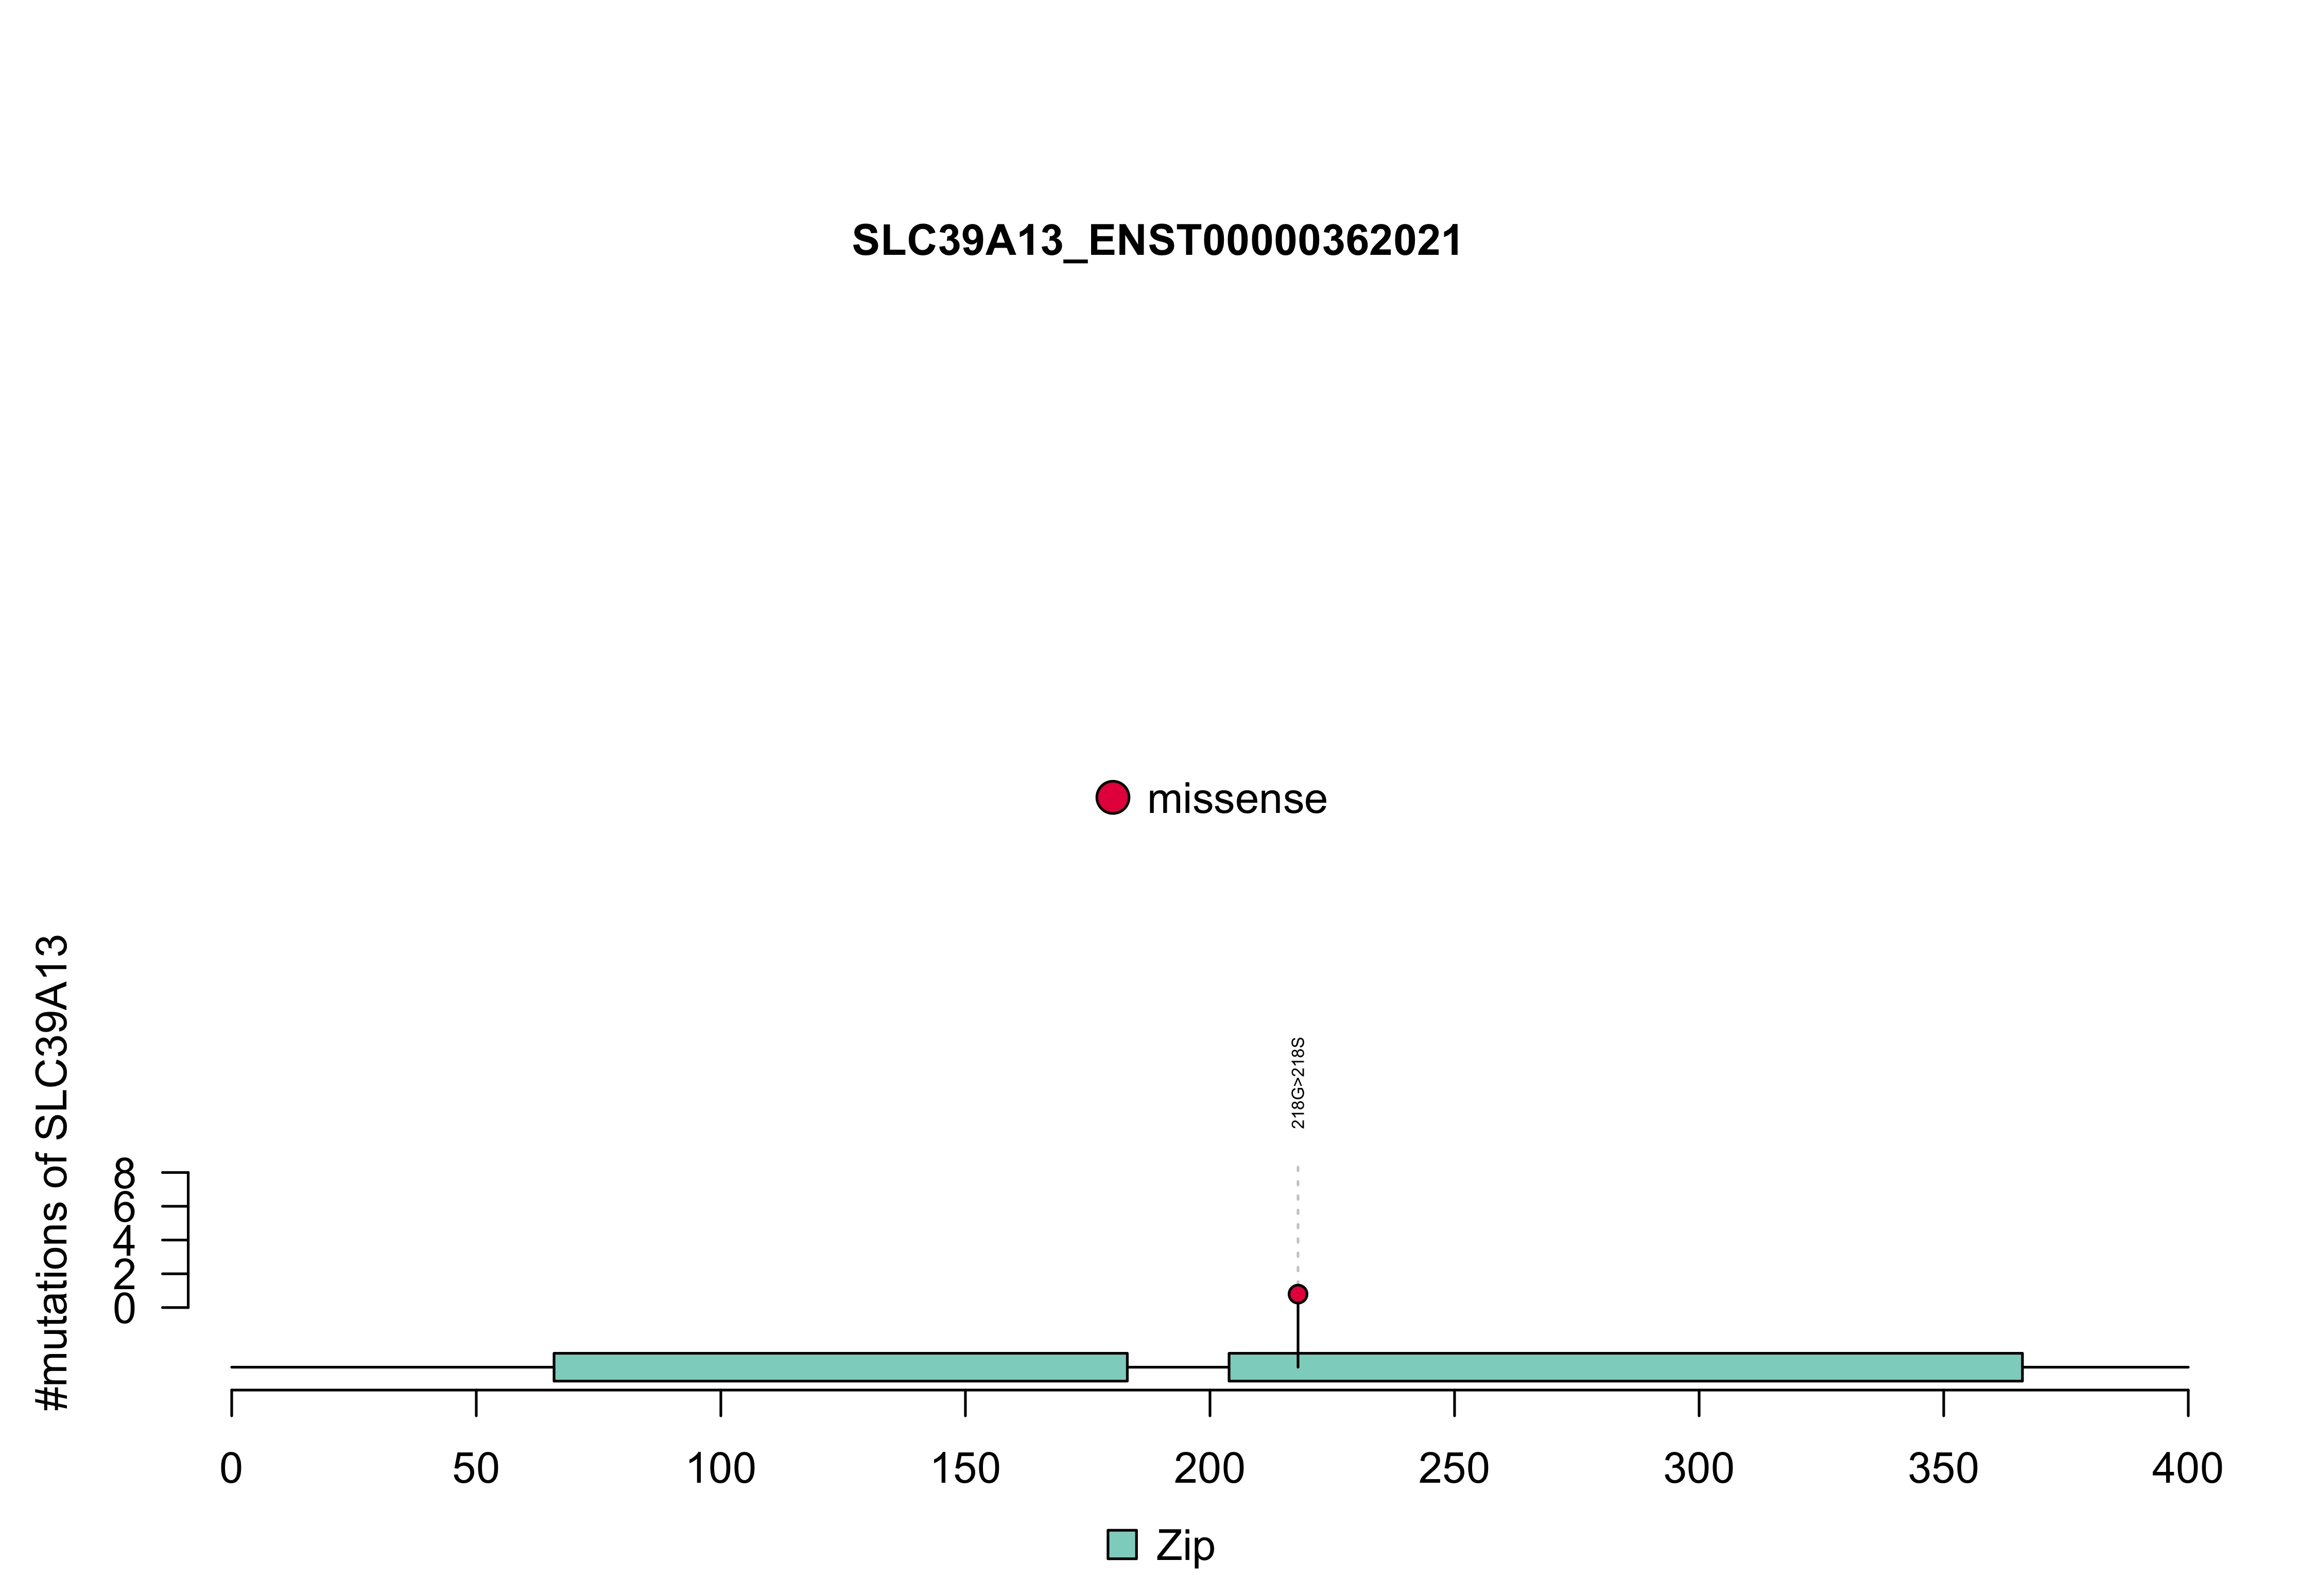 SLC39A13_ENST00000362021
missense
#mutations of SLC39A13
218G>218S
8
6
4
2
0
0 50 100 150 200 250 300 350 400
Zip